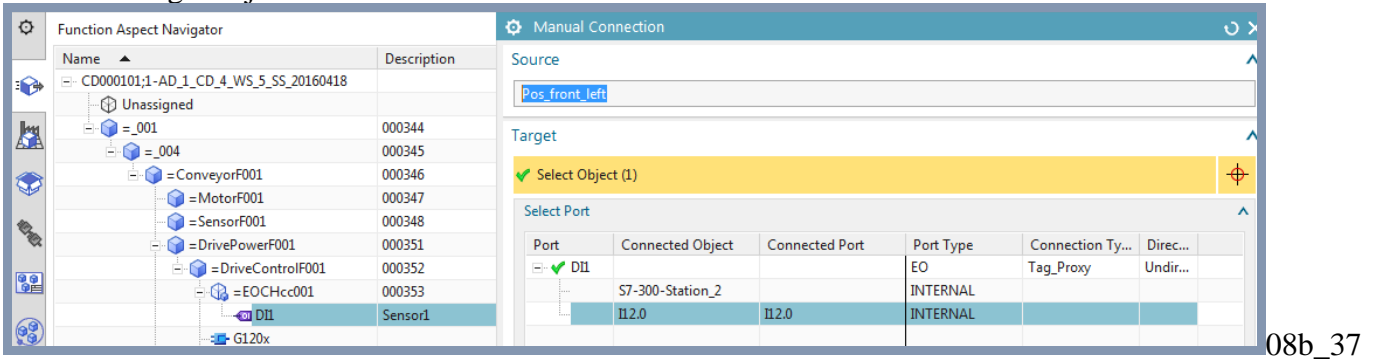 Function Aspect Navigator
Name Description
CD000101;1-AD_1_CD_4_WS_5_SS_20160418
Unassigned
=_001 000344
=_004 000345
=ConveyorF001 000346
=MotorF001 000347
=SensorF001 000348
=DrivePowerF001 000351
=DriveControlF001 000352
=EOCHcc001 000353
DI1 Sensor1
G120x
Manual Connection
Source
Pos_front_left
Target
Select Object (1)
Select Port
Port Connected Object Connected Port Port Type Connection Ty... Direc...
DI1 EO Tag_Proxy Undir...
S7-300-Station_2 INTERNAL
I12.0 I12.0 INTERNAL
08b_37